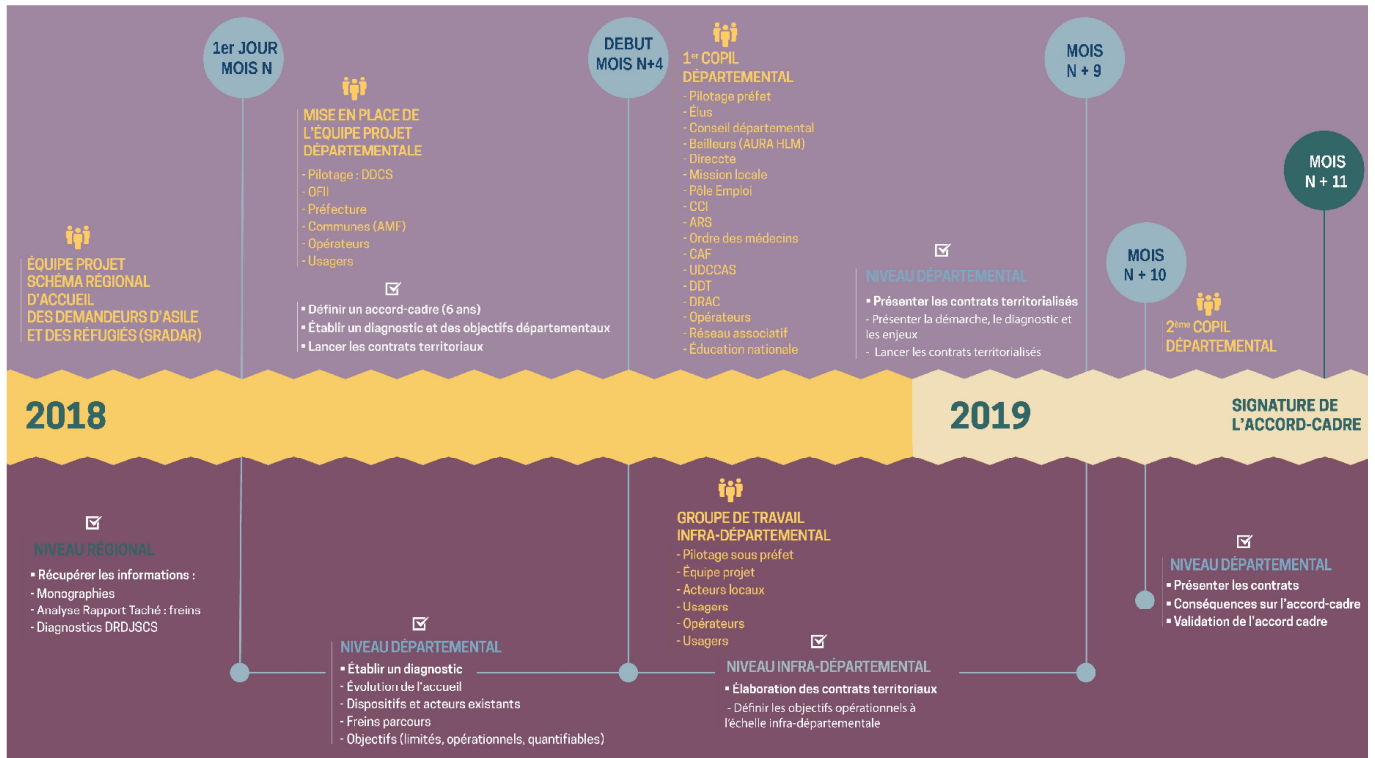 1er JOUR
MOIS N
DEBUT
MOIS N+4
MOIS
N + 9
MOIS
N + 10
MOIS
N + 11
ÉQUIPE PROJET
SCHÉMA RÉGIONAL
D'ACCUEIL
DES DEMANDEURS D'ASILE
ET DES RÉFUGIÉS (SRADAR)
MISE EN PLACE DE
L'ÉQUIPE PROJET
DÉPARTEMENTALE
- Pilotage : DDCS
- OFII
- Préfecture
- Communes (AMF)
- Opérateurs
- Usagers
▪ Définir un accord-cadre (6 ans)
▪ Établir un diagnostic et des objectifs départementaux
▪ Lancer les contrats territoriaux
1er COPIL
DÉPARTEMENTAL
- Pilotage préfet
- Élus
- Conseil départemental
- Bailleurs (AURA HLM)
- Direccte
- Mission locale
- Pôle Emploi
- CCI
- ARS
- Ordre des médecins
- CAF
- UDCCAS
- DDT
- DRAC
- Opérateurs
- Réseau associatif
- Éducation nationale
NIVEAU DÉPARTEMENTAL
▪ Présenter les contrats territorialisés
- Présenter la démarche, le diagnostic et
les enjeux
- Lancer les contrats territorialisés
2ème COPIL
DÉPARTEMENTAL
2018
2019
SIGNATURE DE
L'ACCORD-CADRE
NIVEAU RÉGIONAL
▪ Récupérer les informations :
- Monographies
- Analyse Rapport Taché : freins
- Diagnostics DRDJSCS
NIVEAU DÉPARTEMENTAL
▪ Établir un diagnostic
- Évolution de l'accueil
- Dispositifs et acteurs existants
- Freins parcours
- Objectifs (limités, opérationnels, quantifiables)
GROUPE DE TRAVAIL
INFRA-DÉPARTEMENTAL
- Pilotage sous préfet
- Équipe projet
- Acteurs locaux
- Usagers
- Opérateurs
- Usagers
NIVEAU INFRA-DÉPARTEMENTAL
▪ Élaboration des contrats territoriaux
- Définir les objectifs opérationnels à
l'échelle infra-départementale
NIVEAU DÉPARTEMENTAL
▪ Présenter les contrats
▪ Conséquences sur l'accord-cadre
▪ Validation de l'accord cadre